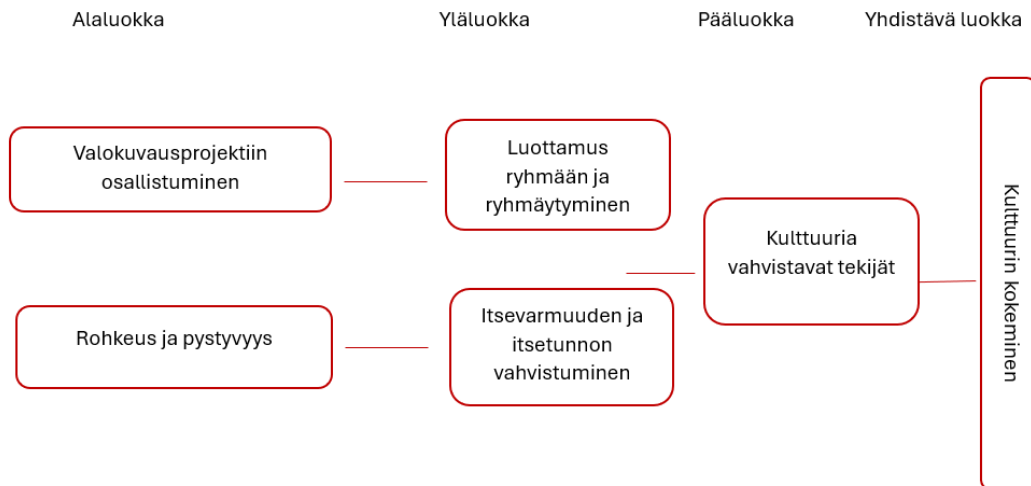 Alaluokka
Yläluokka
Pääluokka
Yhdistävä luokka
Valokuvausprojektiin
osallistuminen
Luottamus
ryhmään ja
ryhmäytyminen
Rohkeus ja pystyvyys
Itsevarmuuden ja
itsetunnon
vahvistuminen
Kulttuuria
vahvistavat tekijät
Kulttuurin kokeminen